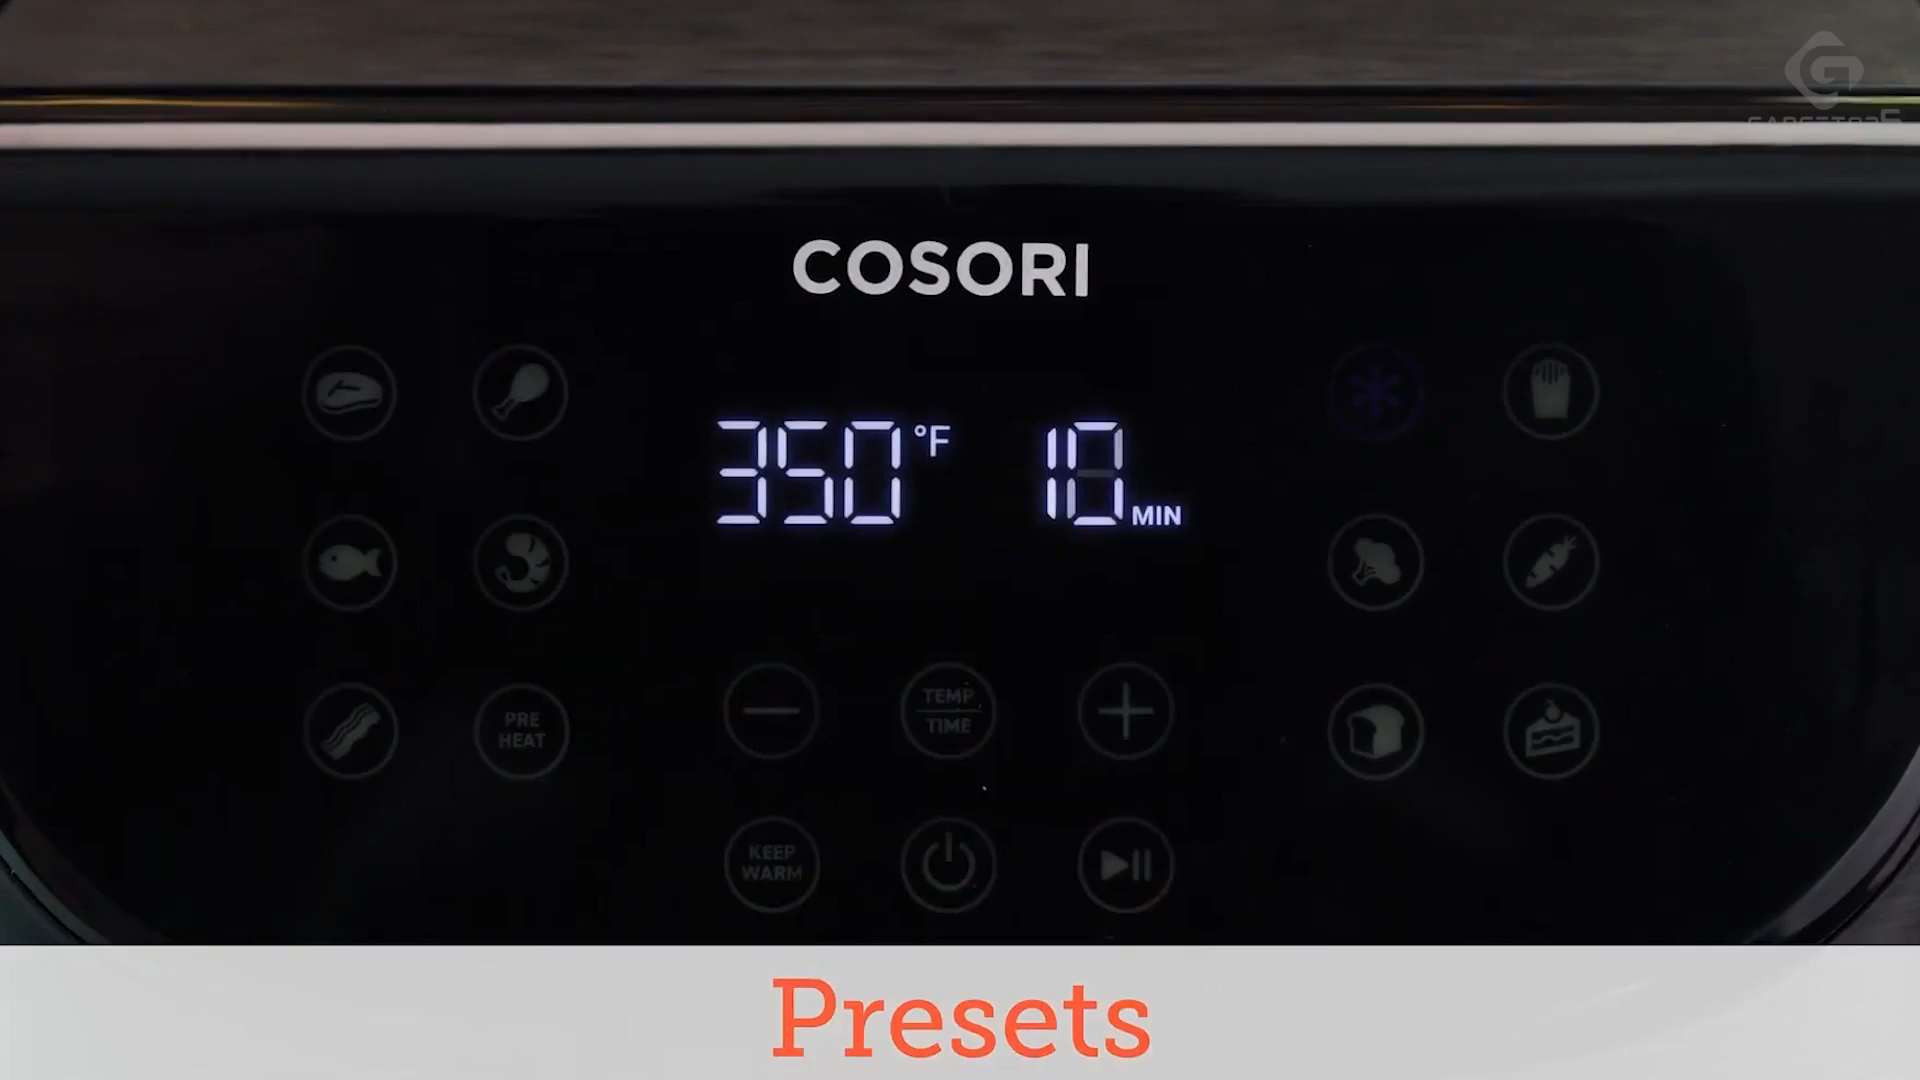 COSORI
350 °F 10 MIN
PRE
HEAT
TEMP
TIME
KEEP
WARM
Presets